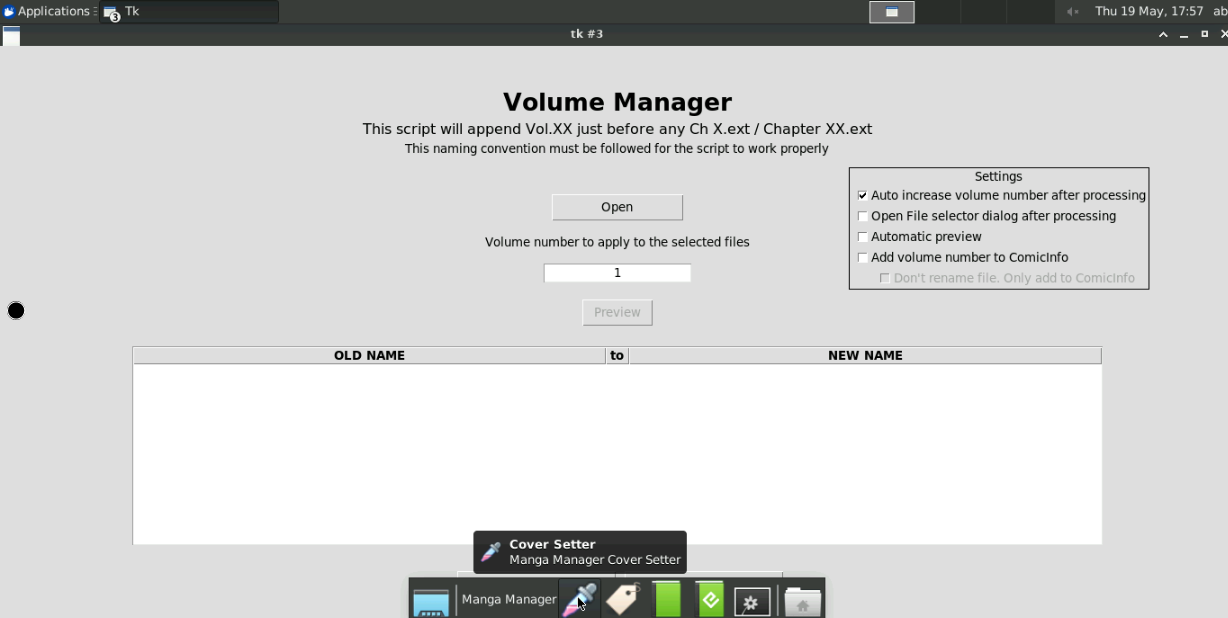 Applications
3
Tk
Thu 19 May, 17:57
ab
tk #3
Volume Manager
This script will append Vol.XX just before any Ch X.ext / Chapter XX.ext
This naming convention must be followed for the script to work properly
Settings
Auto increase volume number after processing
Open File selector dialog after processing
Automatic preview
Add volume number to ComicInfo
Don't rename file. Only add to ComicInfo
Open
Volume number to apply to the selected files
1
Preview
OLD NAME
to
NEW NAME
Cover Setter
Manga Manager Cover Setter
Manga Manager